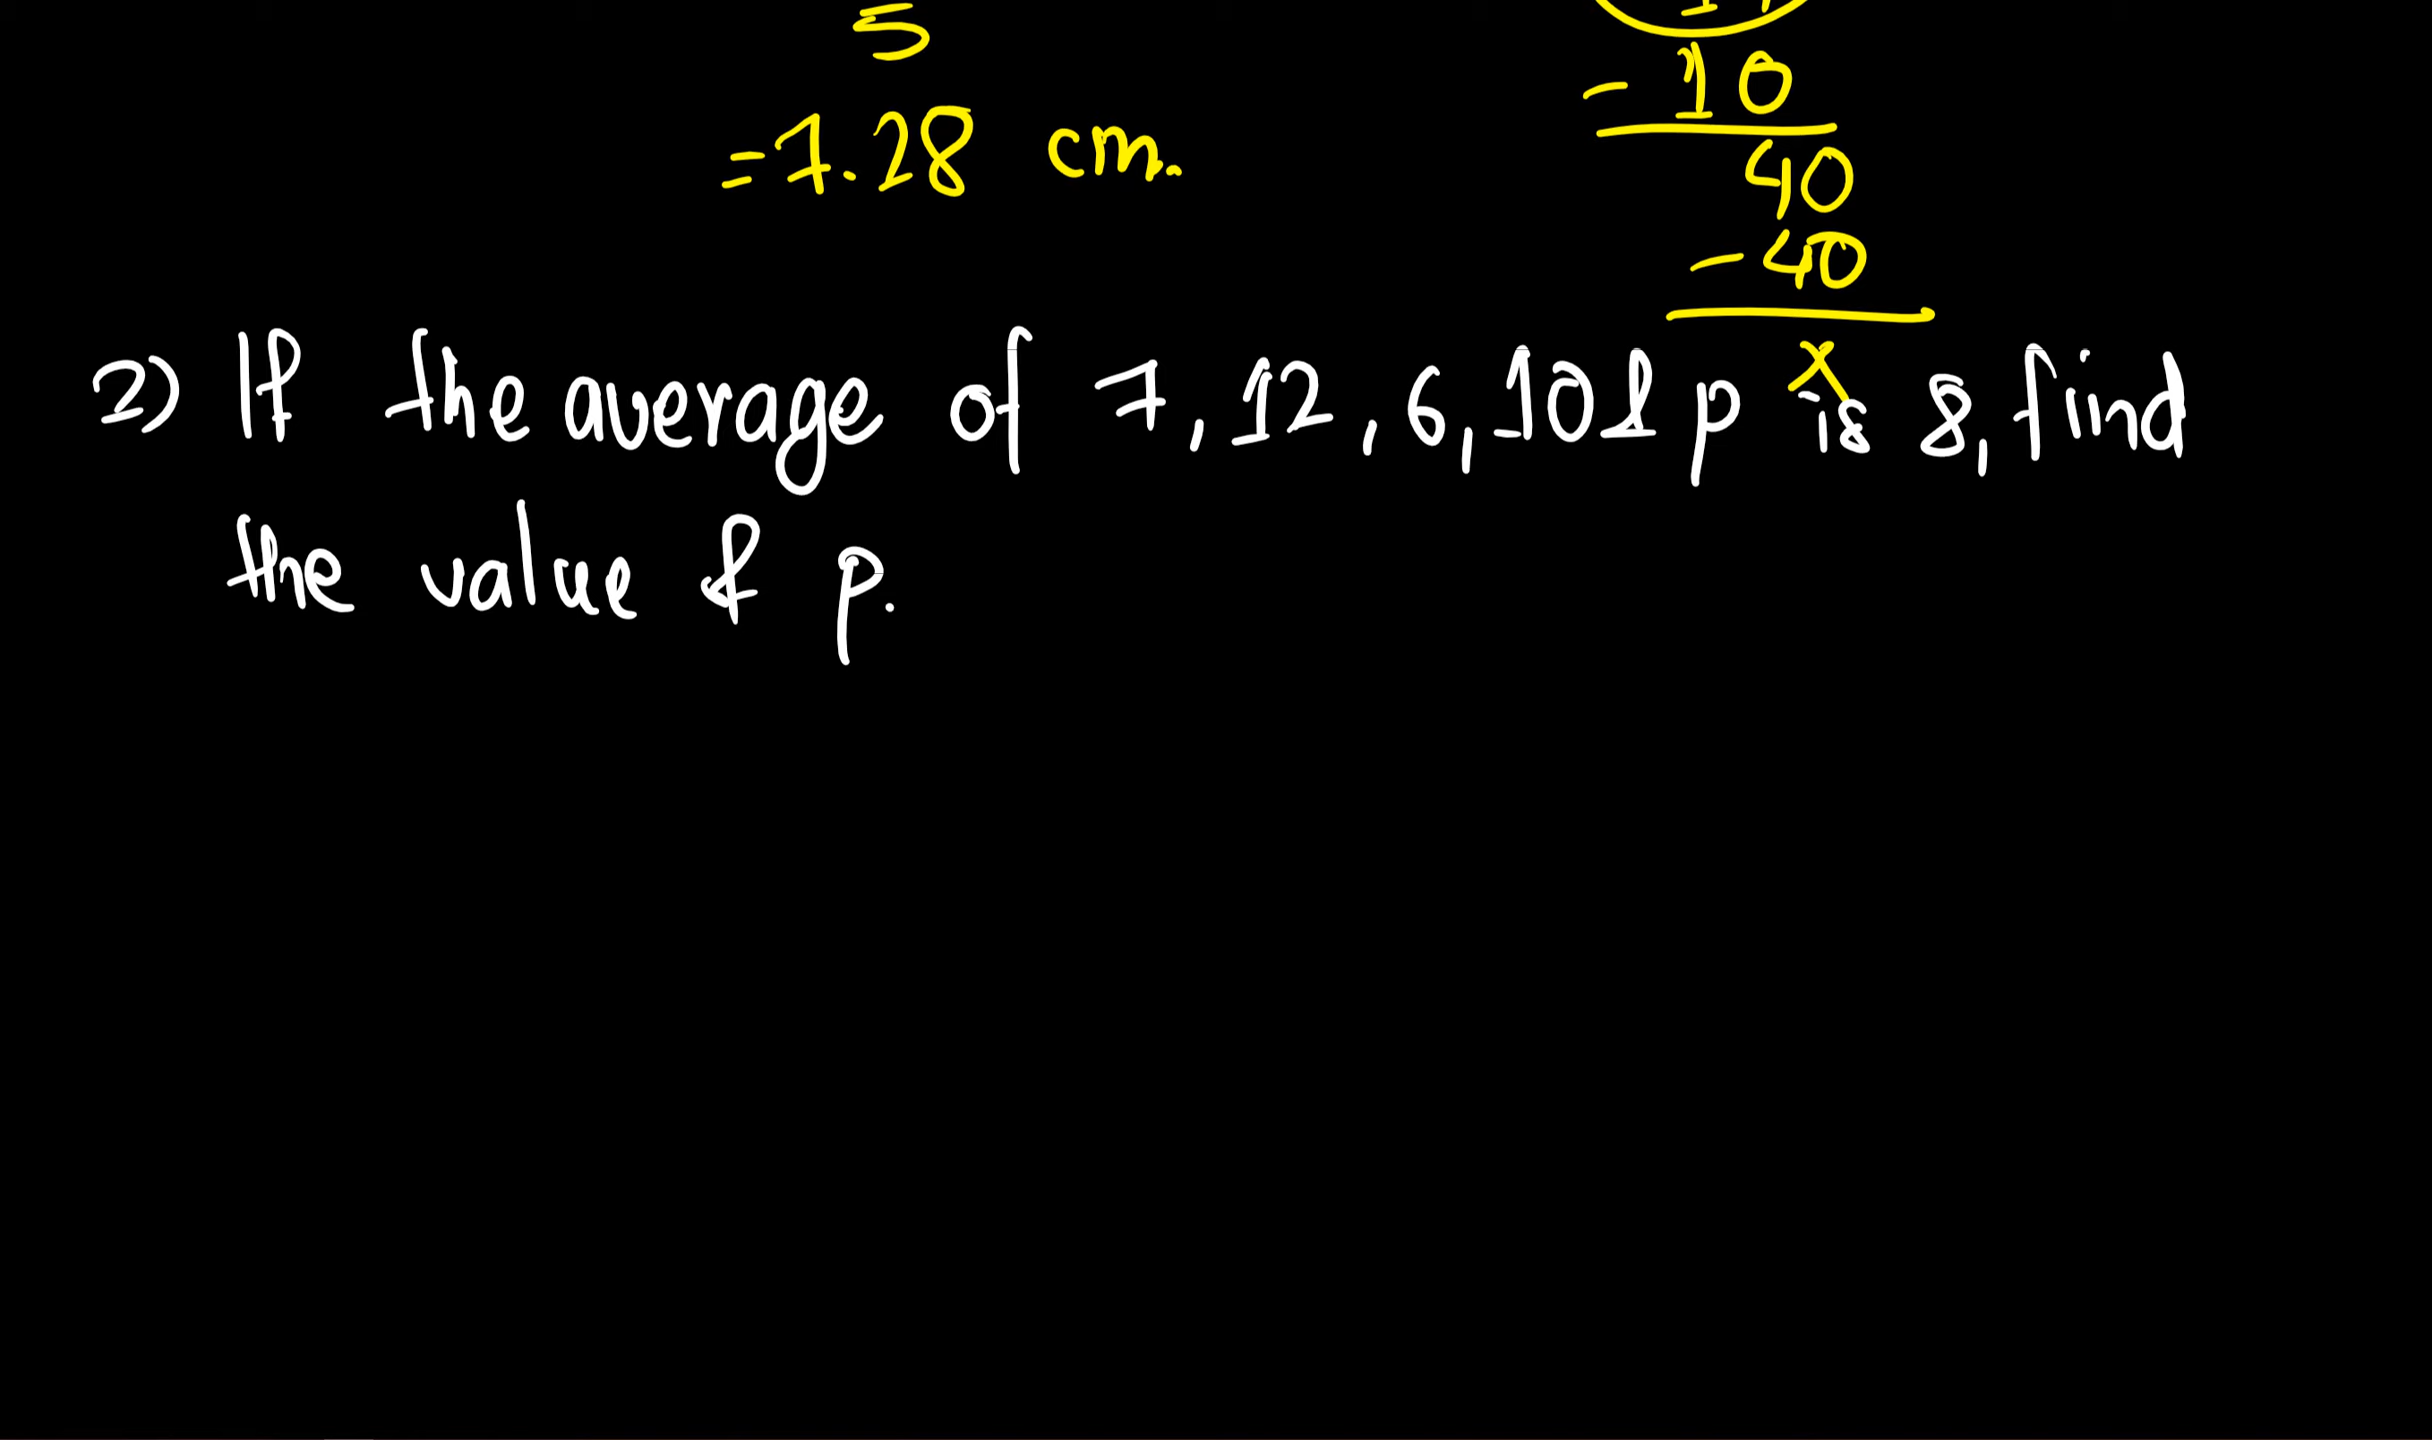 5
- 10
= 7.28 cm.
40
- 40
x
2) If the average of 7, 12, 6, 10 & p is 8, find
the value of p.